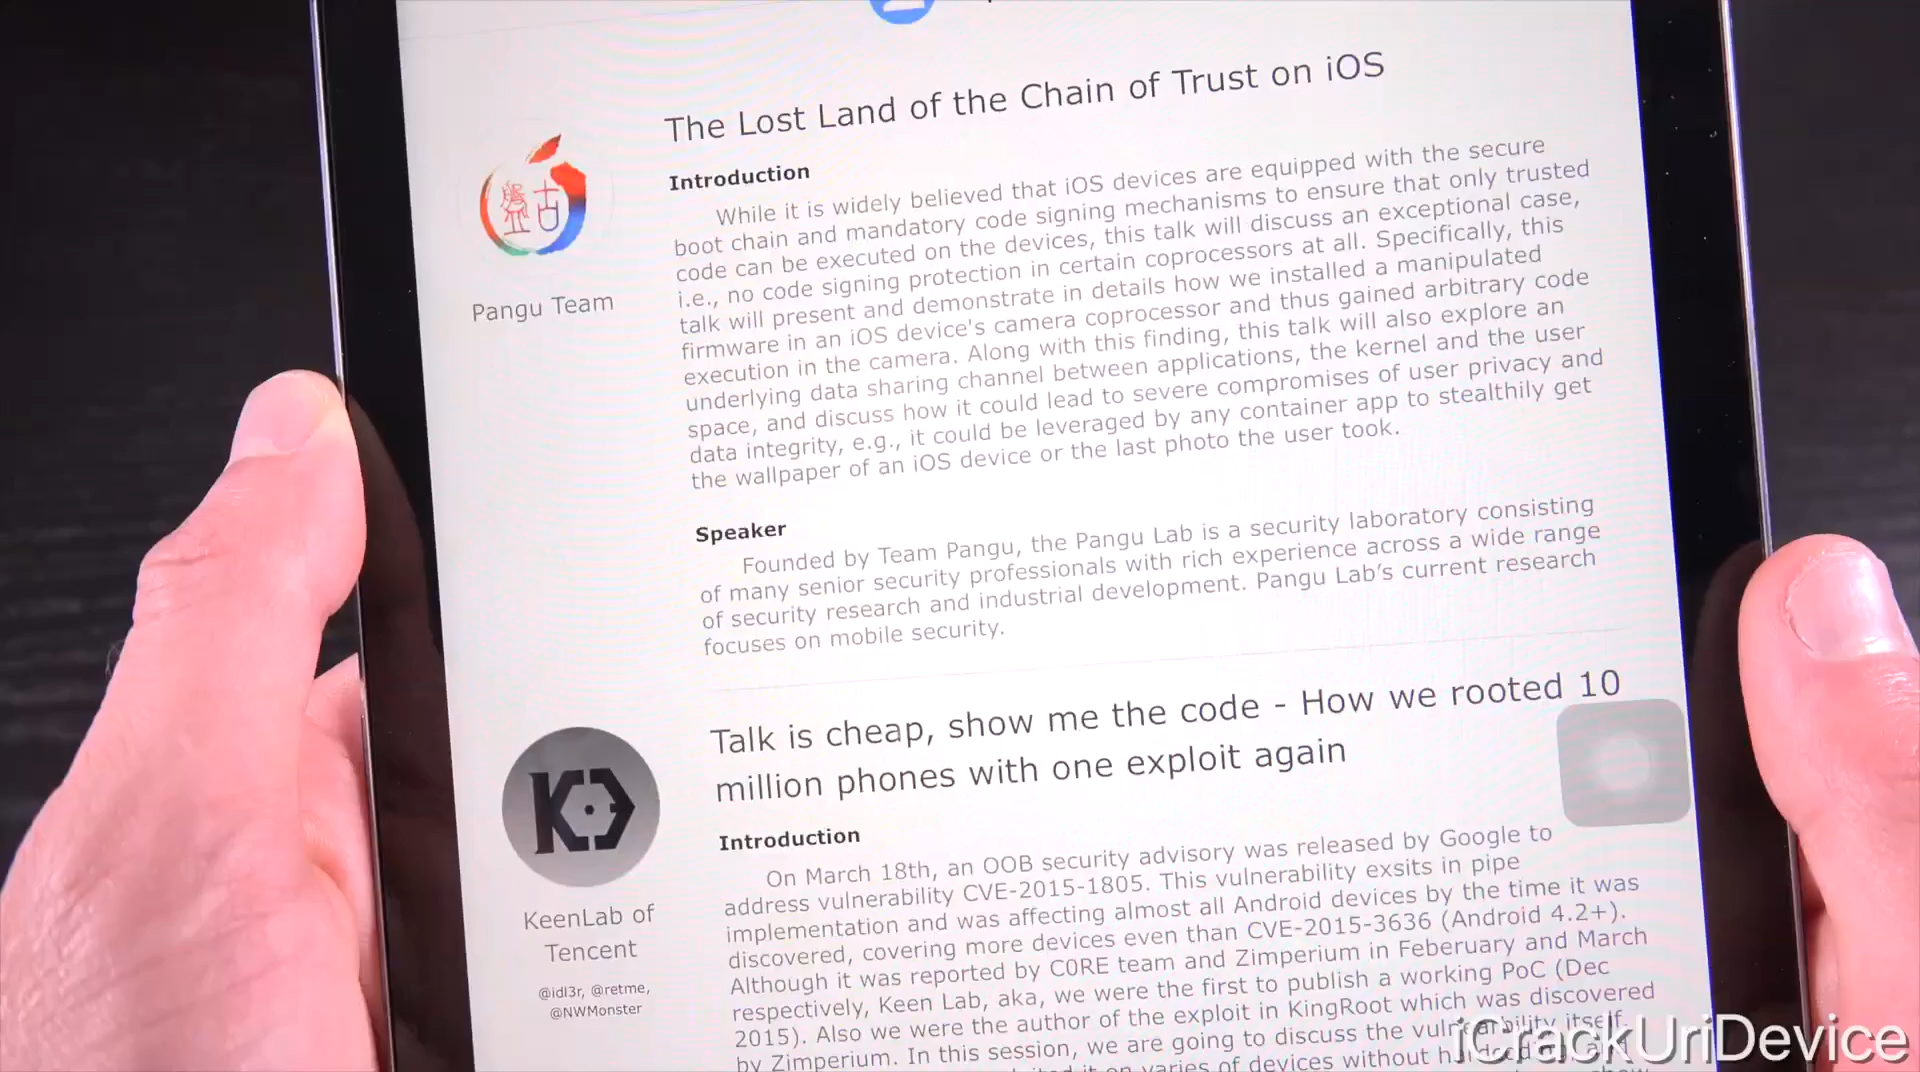 The Lost Land of the Chain of Trust on iOS
盤古
Pangu Team
Introduction
While it is widely believed that iOS devices are equipped with the secure
boot chain and mandatory code signing mechanisms to ensure that only trusted
code can be executed on the devices, this talk will discuss an exceptional case,
i.e., no code signing protection in certain coprocessors at all. Specifically, this
talk will present and demonstrate in details how we installed a manipulated
firmware in an iOS device's camera coprocessor and thus gained arbitrary code
execution in the camera. Along with this finding, this talk will also explore an
underlying data sharing channel between applications, the kernel and the user
space, and discuss how it could lead to severe compromises of user privacy and
data integrity, e.g., it could be leveraged by any container app to stealthily get
the wallpaper of an iOS device or the last photo the user took.
Speaker
Founded by Team Pangu, the Pangu Lab is a security laboratory consisting
of many senior security professionals with rich experience across a wide range
of security research and industrial development. Pangu Lab's current research
focuses on mobile security.
Talk is cheap, show me the code - How we rooted 10
million phones with one exploit again
KeenLab of
Tencent
@idl3r, @retme,
@NWMonster
Introduction
On March 18th, an OOB security advisory was released by Google to
address vulnerability CVE-2015-1805. This vulnerability exsits in pipe
implementation and was affecting almost all Android devices by the time it was
discovered, covering more devices even than CVE-2015-3636 (Android 4.2+).
Although it was reported by C0RE team and Zimperium in Feberuary and March
respectively, Keen Lab, aka, we were the first to publish a working PoC (Dec
2015). Also we were the author of the exploit in KingRoot which was discovered
by Zimperium. In this session, we are going to discuss the vulnerability itself,
it on varies of devices without
iCrackUriDevice